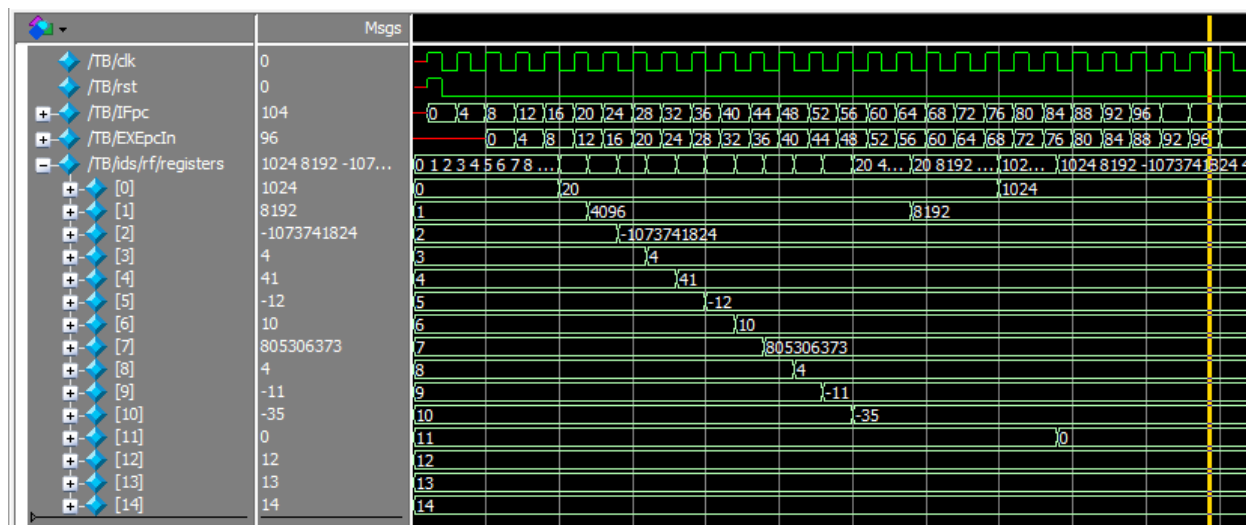 Msgs
/TB/clk 0
/TB/rst 0
/TB/IFpc 104 0 4 8 12 16 20 24 28 32 36 40 44 48 52 56 60 64 68 72 76 80 84 88 92 96
/TB/EXEpcIn 96 0 4 8 12 16 20 24 28 32 36 40 44 48 52 56 60 64 68 72 76 80 84 88 92 96
/TB/ids/rf/registers 1024 8192 -107... 0 1 2 3 4 5 6 7 8 ... 20 4... 20 8192 ... 102... 1024 8192 -1073741824 4
[0] 1024 0 20 1024
[1] 8192 1 4096 8192
[2] -1073741824 2 -1073741824
[3] 4 3 4
[4] 41 4 41
[5] -12 5 -12
[6] 10 6 10
[7] 805306373 7 805306373
[8] 4 8 4
[9] -11 9 -11
[10] -35 10 -35
[11] 0 11 0
[12] 12 12
[13] 13 13
[14] 14 14